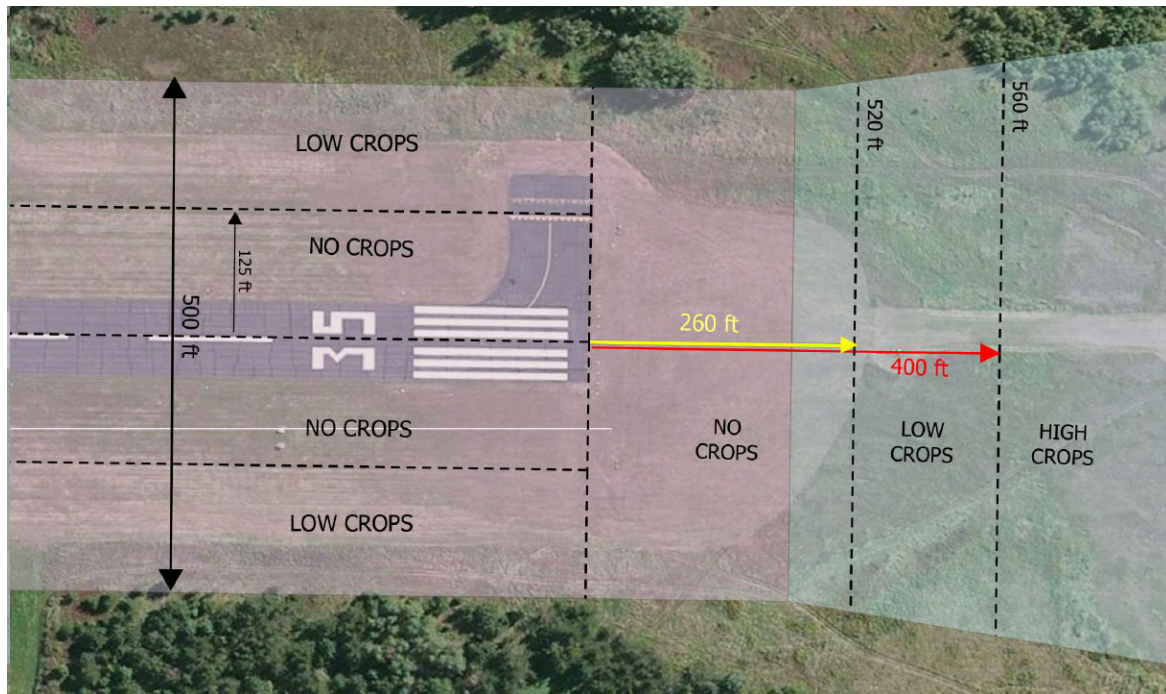 LOW CROPS
520 ft
560 ft
NO CROPS
125 ft
500 ft
35
260 ft
400 ft
NO CROPS
NO
CROPS
LOW
CROPS
HIGH
CROPS
LOW CROPS